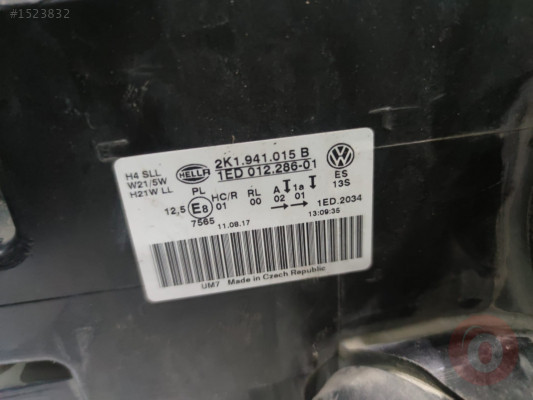 #1523832
H4 SLL
W21/5W
H21W LL
HELLA
2K1.941.015 B
1ED 012.286-01
ES
13S
PL
HC/R RL A 1a
12,5 E8 01 00 02 01
7565 11.08.17
1ED.2034
13:09:35
UM7 Made in Czech Republic